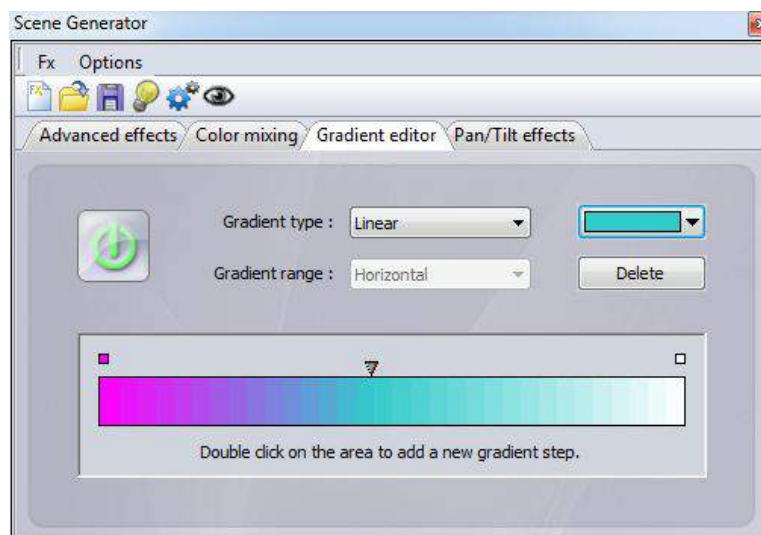 Scene Generator
Fx Options
FX
Advanced effects Color mixing Gradient editor Pan/Tilt effects
Gradient type : Linear
Gradient range : Horizontal Delete
Double click on the area to add a new gradient step.